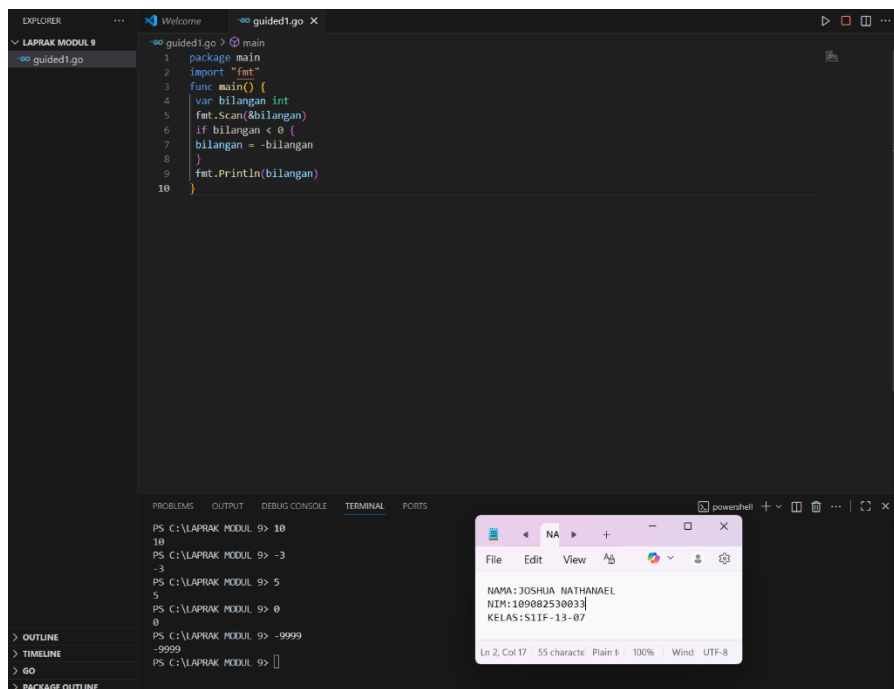 EXPLORER ...
LAPRAK MODUL 9
guided1.go
OUTLINE
TIMELINE
GO
PACKAGE OUTLINE
Welcome
guided1.go
guided1.go > main
1 package main
2 import "fmt"
3 func main() {
4 var bilangan int
5 fmt.Scan(&bilangan)
6 if bilangan < 0 {
7 bilangan = -bilangan
8 }
9 fmt.Println(bilangan)
10 }
PROBLEMS OUTPUT DEBUG CONSOLE TERMINAL PORTS
powershell
PS C:\LAPRAK MODUL 9> 10
10
PS C:\LAPRAK MODUL 9> -3
-3
PS C:\LAPRAK MODUL 9> 5
5
PS C:\LAPRAK MODUL 9> 0
0
PS C:\LAPRAK MODUL 9> -9999
-9999
PS C:\LAPRAK MODUL 9>
NA
File Edit View
NAMA:JOSHUA NATHANAEL
NIM:109082530033
KELAS:S1IF-13-07
Ln 2, Col 17 55 characte Plain t 100% Wind UTF-8